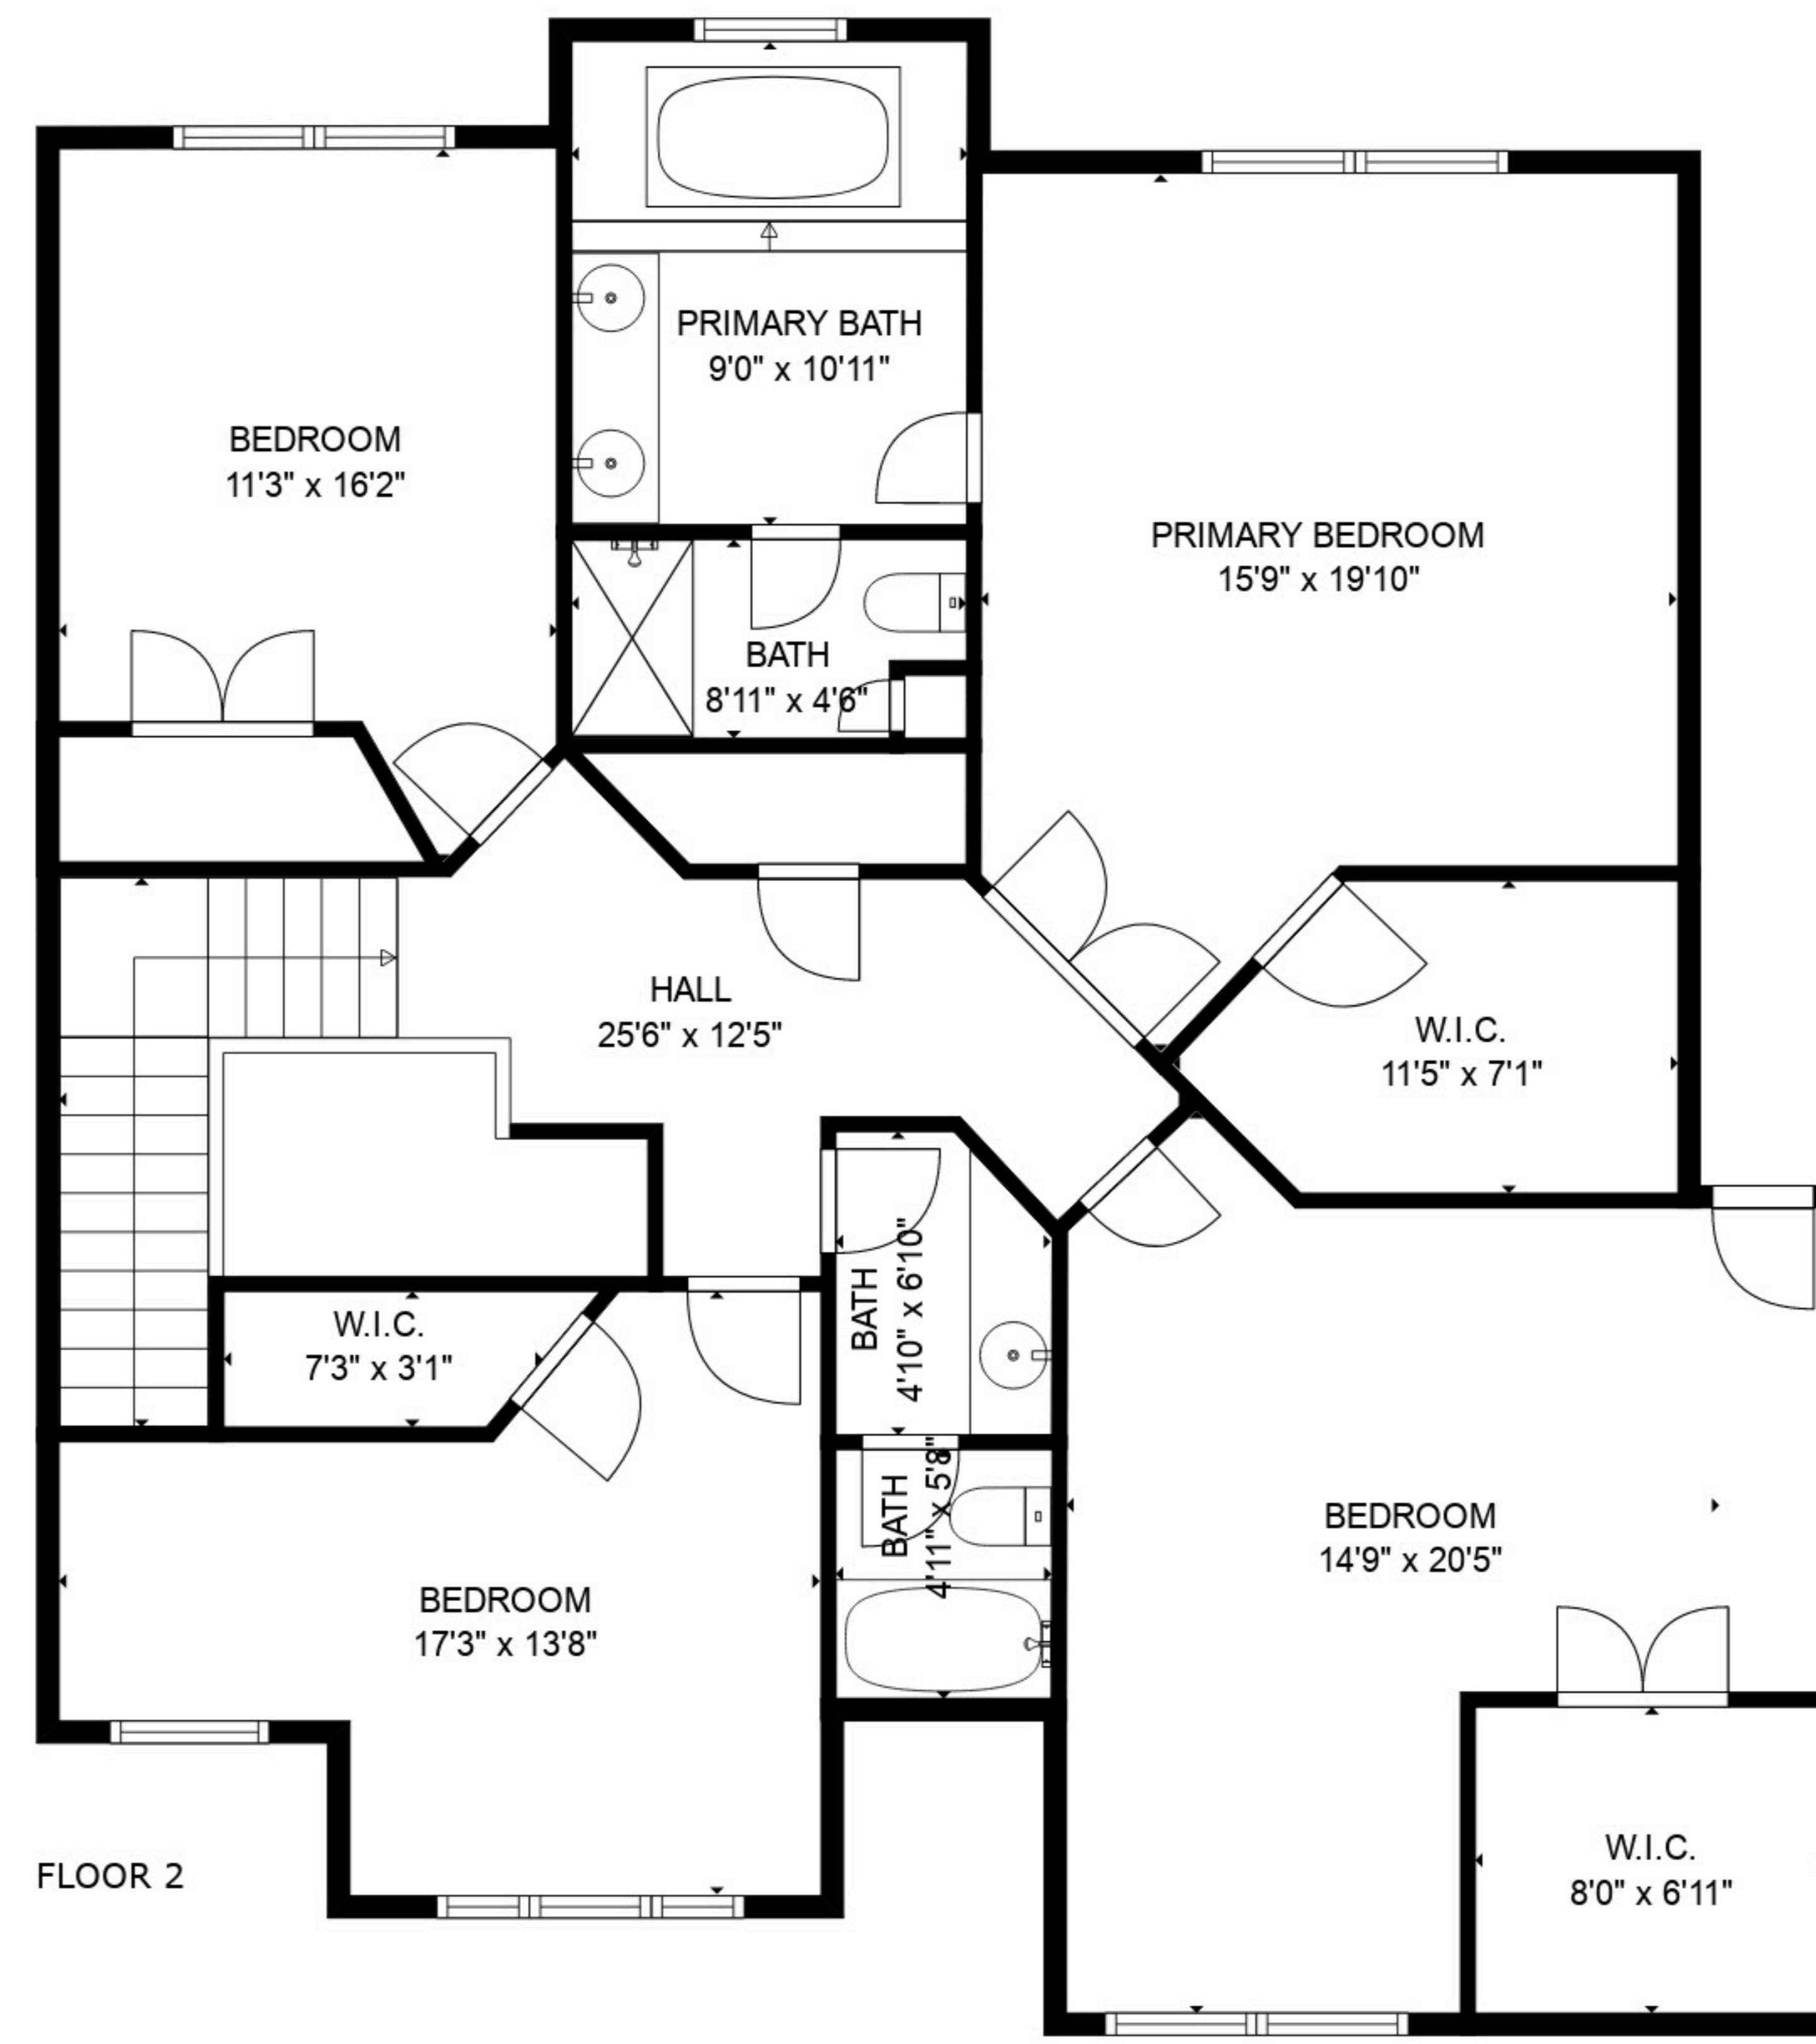 PRIMARY BATH
9'0" x 10'11"
BEDROOM
11'3" x 16'2"
PRIMARY BEDROOM
15'9" x 19'10"
BATH
8'11" x 4'6"
HALL
25'6" x 12'5"
W.I.C.
11'5" x 7'1"
BATH
4'10" x 6'10"
W.I.C.
7'3" x 3'1"
BATH
4'11" x 5'8"
BEDROOM
14'9" x 20'5"
BEDROOM
17'3" x 13'8"
W.I.C.
8'0" x 6'11"
FLOOR 2